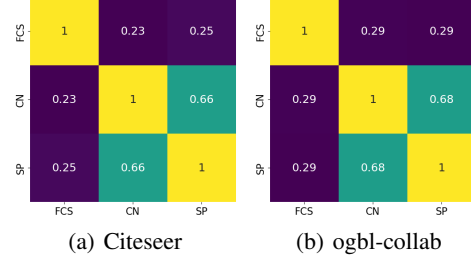 FCS 1 0.23 0.25
CN 0.23 1 0.66
SP 0.25 0.66 1
FCS CN SP
(a) Citeseer
FCS 1 0.29 0.29
CN 0.29 1 0.68
SP 0.29 0.68 1
FCS CN SP
(b) ogbl-collab